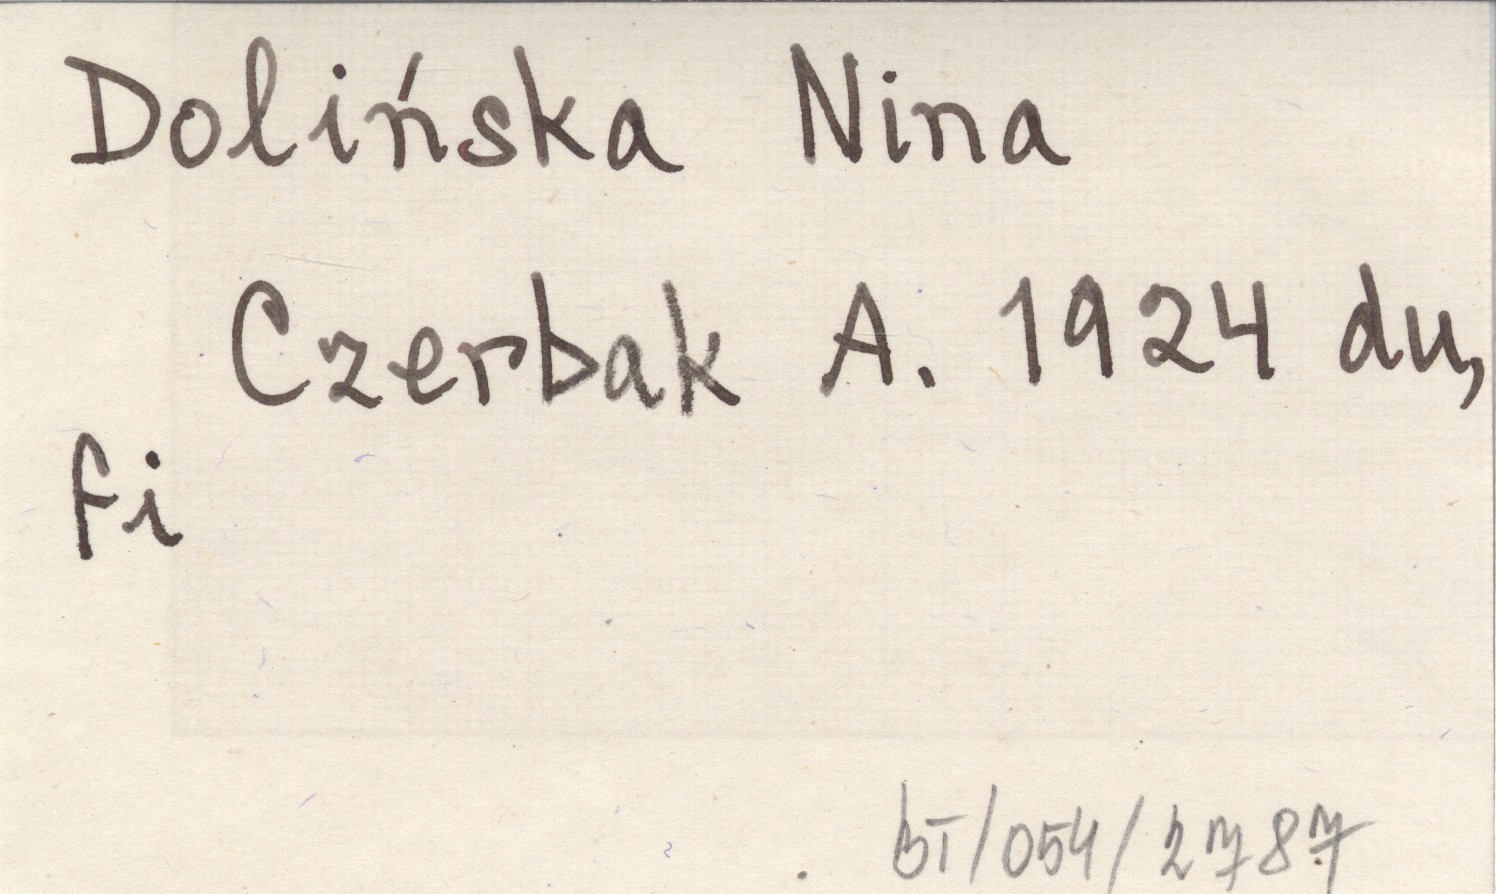 Dolińska Nina
Czerbak A. 1924 du,
fi
bT/054/2787